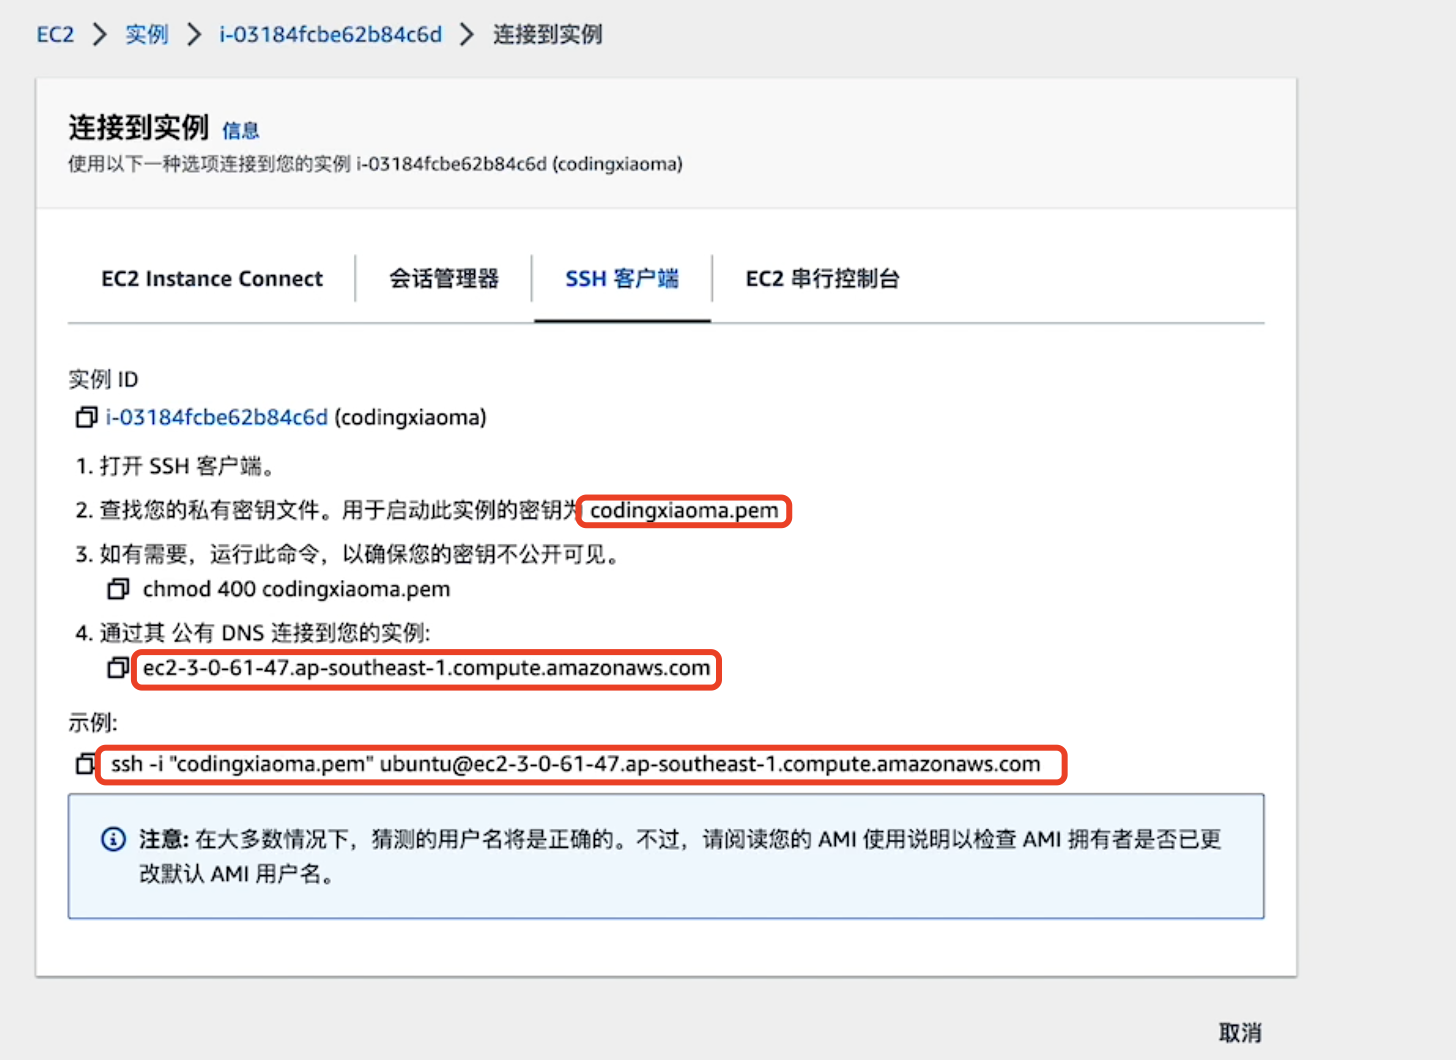 EC2 > 实例 > i-03184fcbe62b84c6d > 连接到实例
连接到实例 信息
使用以下一种选项连接到您的实例 i-03184fcbe62b84c6d (codingxiaoma)
EC2 Instance Connect 会话管理器 SSH 客户端 EC2 串行控制台
实例 ID
i-03184fcbe62b84c6d (codingxiaoma)
1. 打开 SSH 客户端。
2. 查找您的私有密钥文件。用于启动此实例的密钥为 codingxiaoma.pem
3. 如有需要，运行此命令，以确保您的密钥不公开可见。
chmod 400 codingxiaoma.pem
4. 通过其 公有 DNS 连接到您的实例:
ec2-3-0-61-47.ap-southeast-1.compute.amazonaws.com
示例:
ssh -i "codingxiaoma.pem" ubuntu@ec2-3-0-61-47.ap-southeast-1.compute.amazonaws.com
注意: 在大多数情况下，猜测的用户名将是正确的。不过，请阅读您的 AMI 使用说明以检查 AMI 拥有者是否已更
改默认 AMI 用户名。
取消